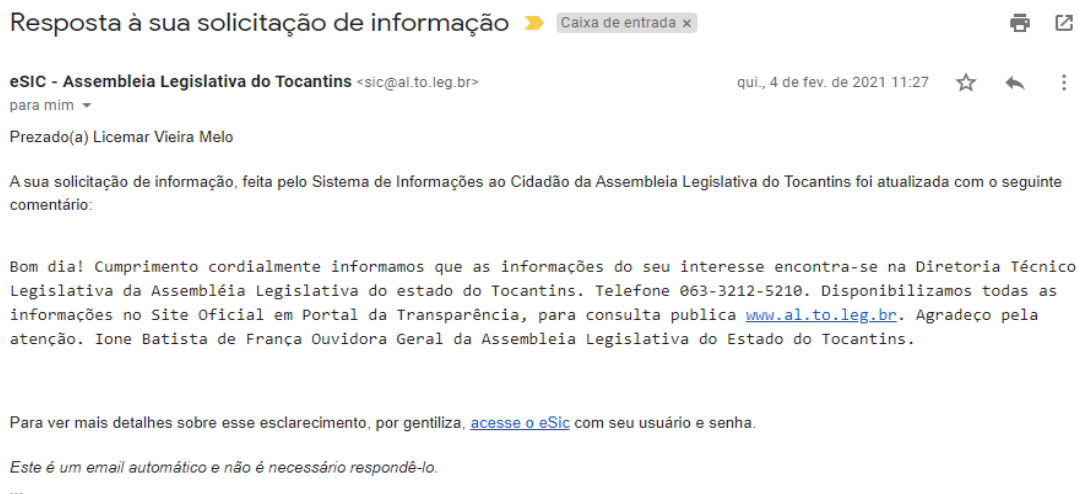 Resposta à sua solicitação de informação Caixa de entrada x
eSIC - Assembleia Legislativa do Tocantins <sic@al.to.leg.br> qui., 4 de fev. de 2021 11:27
para mim
Prezado(a) Licemar Vieira Melo
A sua solicitação de informação, feita pelo Sistema de Informações ao Cidadão da Assembleia Legislativa do Tocantins foi atualizada com o seguinte
comentário:
Bom dia! Cumprimento cordialmente informamos que as informações do seu interesse encontra-se na Diretoria Técnico
Legislativa da Assembléia Legislativa do estado do Tocantins. Telefone 063-3212-5210. Disponibilizamos todas as
informações no Site Oficial em Portal da Transparência, para consulta publica www.al.to.leg.br. Agradeço pela
atenção. Ione Batista de França Ouvidora Geral da Assembleia Legislativa do Estado do Tocantins.
Para ver mais detalhes sobre esse esclarecimento, por gentiliza, acesse o eSic com seu usuário e senha.
Este é um email automático e não é necessário respondê-lo.
...